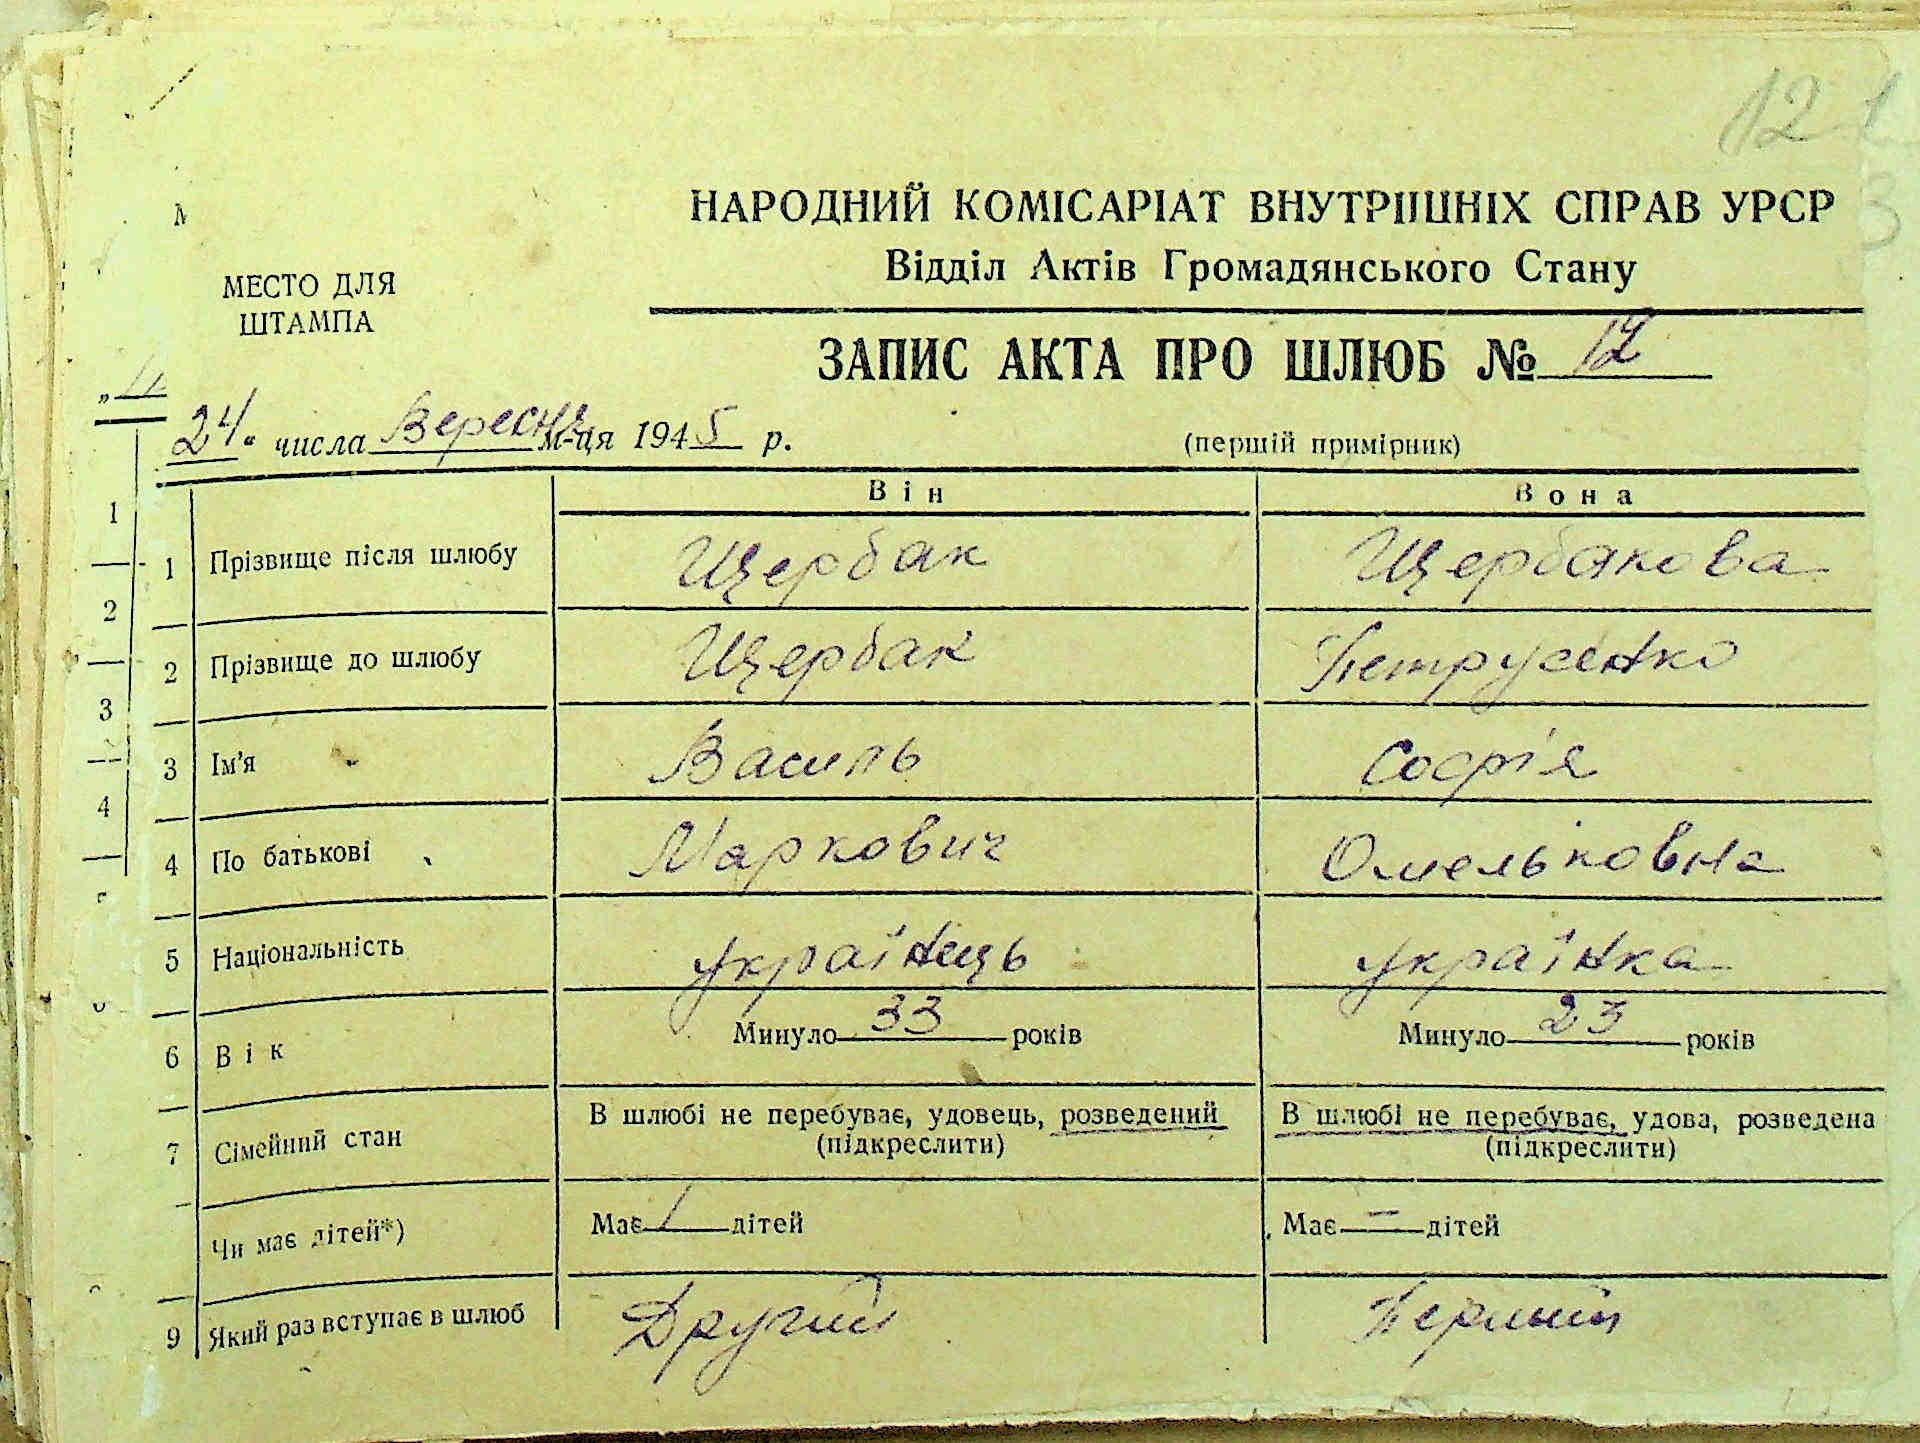 12
НАРОДНИЙ КОМІСАРІАТ ВНУТРІШНІХ СПРАВ УРСР
Відділ Актів Громадянського Стану
МЕСТО ДЛЯ
ШТАМПА
ЗАПИС АКТА ПРО ШЛЮБ № 12
24 " числа Вересня м-ця 1945 р.
(перший примірник)
Він Вона
1 Прізвище після шлюбу Щербак Щербакова
2 Прізвище до шлюбу Щербак Петрусенко
3 Ім'я Василь Софія
4 По батькові Маркович Омельковна
5 Національність українець українка
6 Вік Минуло 33 років Минуло 23 років
7 Сімейний стан В шлюбі не перебуває, удовець, розведений (підкреслити) В шлюбі не перебуває, удова, розведена (підкреслити)
Чи має дітей*) Має 1 дітей Має – дітей
9 Який раз вступає в шлюб Другий Перший
1
2
3
4